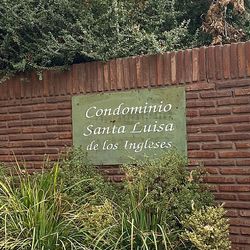 Condominio
Santa Luisa
de los Ingleses